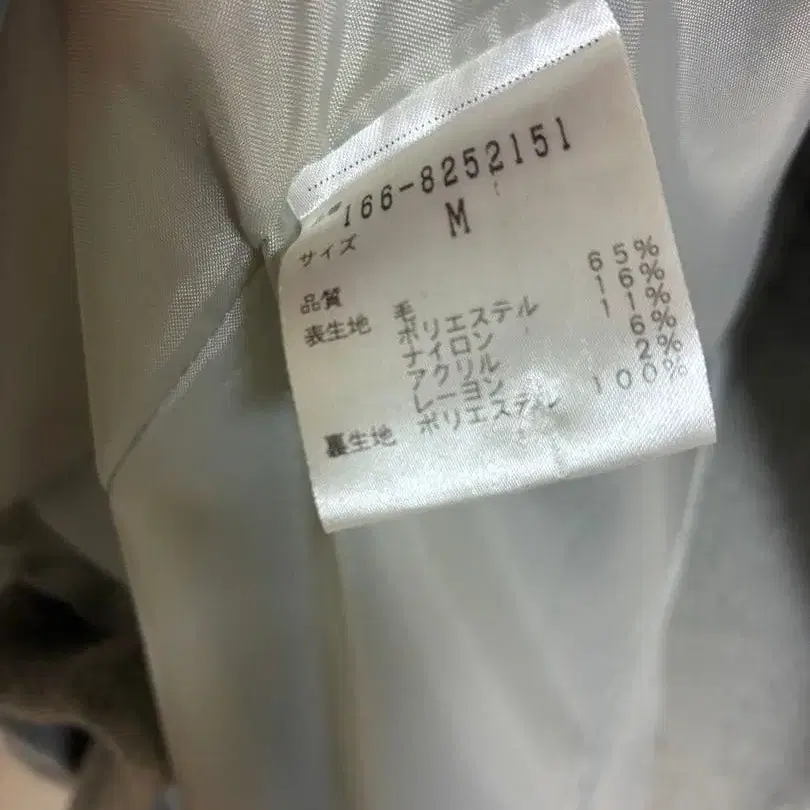 166-8252151
サイズ M
品質
表生地 毛 65%
ポリエステル 16%
ナイロン 11%
アクリル 6%
レーヨン 2%
裏生地 ポリエステル 100%